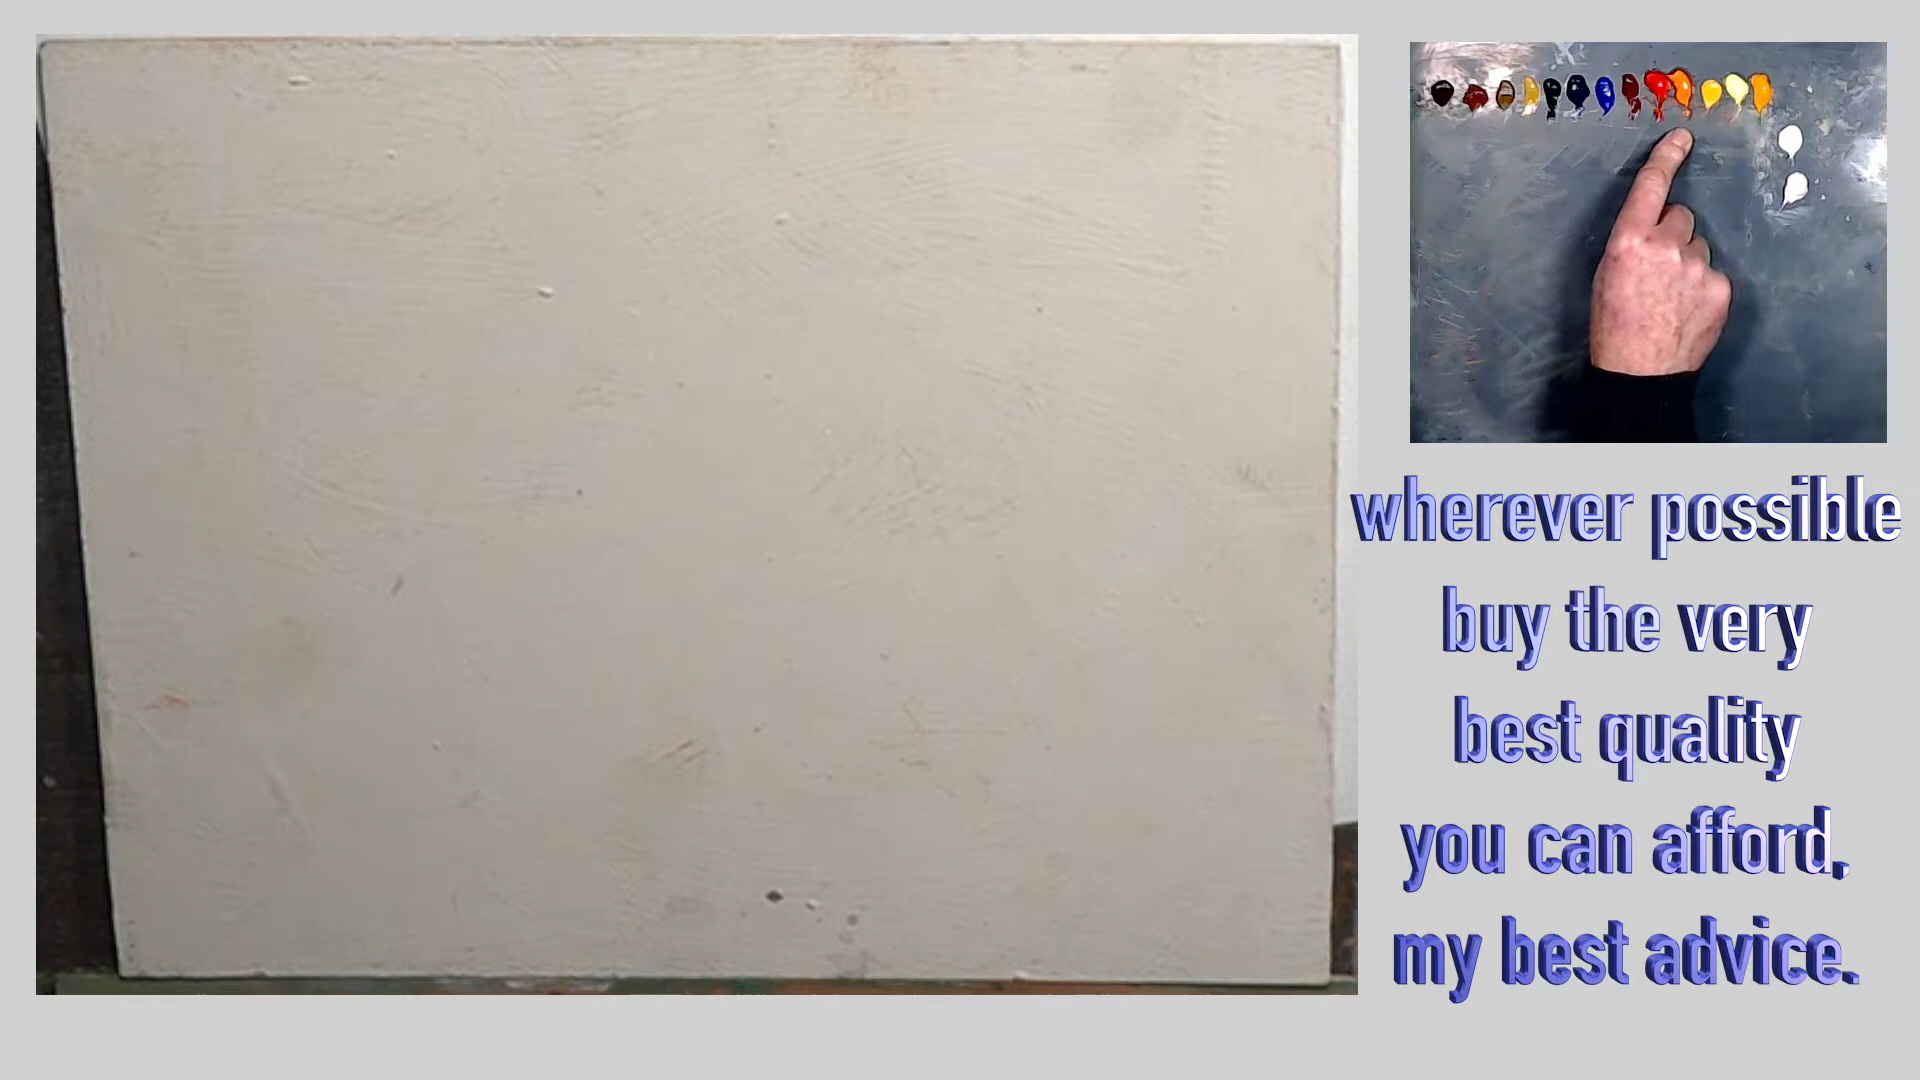 wherever possible
buy the very
best quality
you can afford,
my best advice.